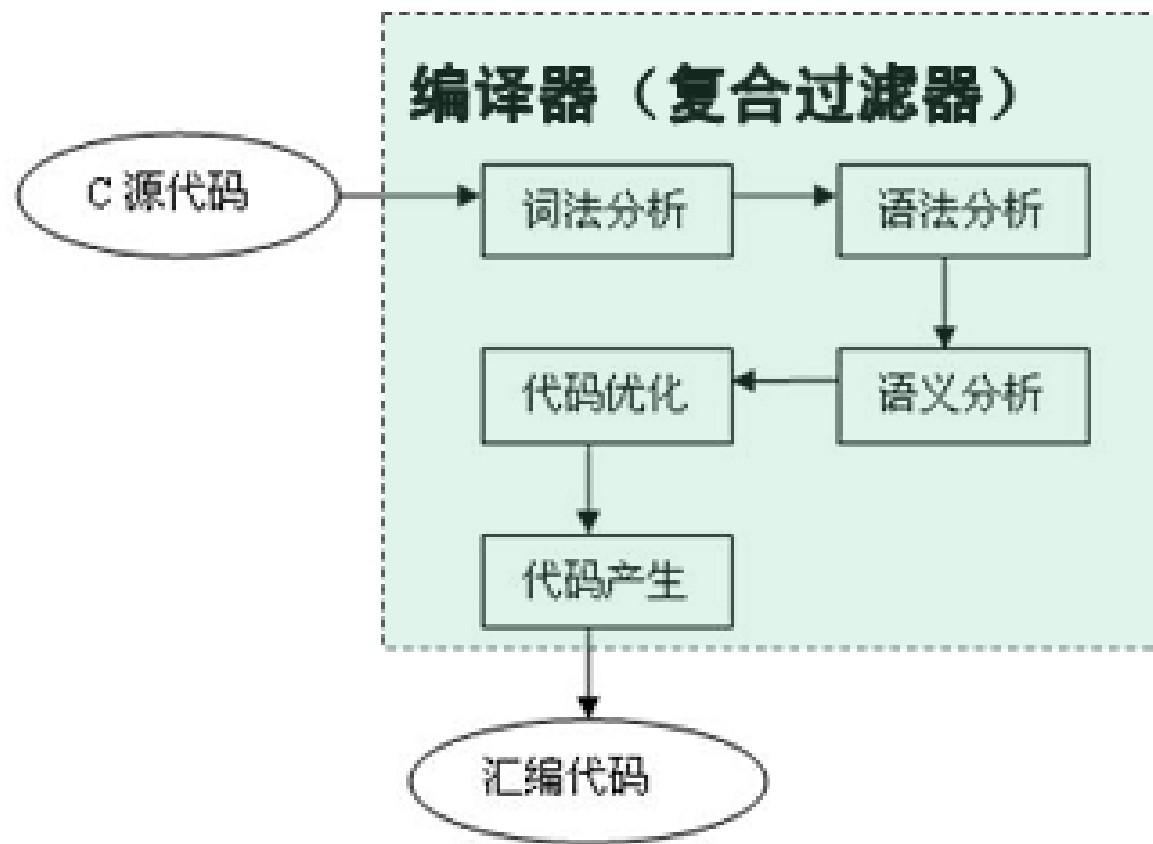 编译器（复合过滤器）
C 源代码
词法分析
语法分析
代码优化
语义分析
代码产生
汇编代码